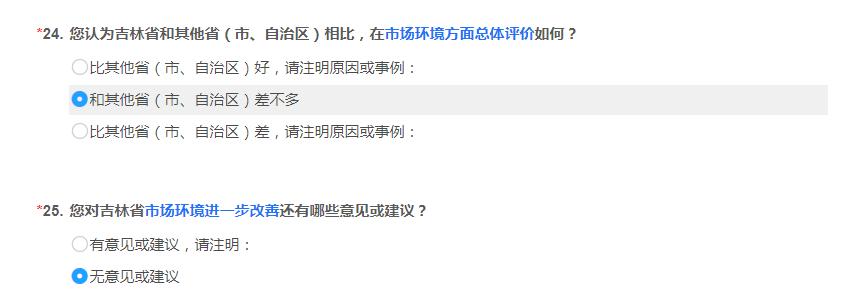 *24. 您认为吉林省和其他省（市、自治区）相比，在市场环境方面总体评价如何？
比其他省（市、自治区）好，请注明原因或事例：
和其他省（市、自治区）差不多
比其他省（市、自治区）差，请注明原因或事例：
*25. 您对吉林省市场环境进一步改善还有哪些意见或建议？
有意见或建议，请注明：
无意见或建议